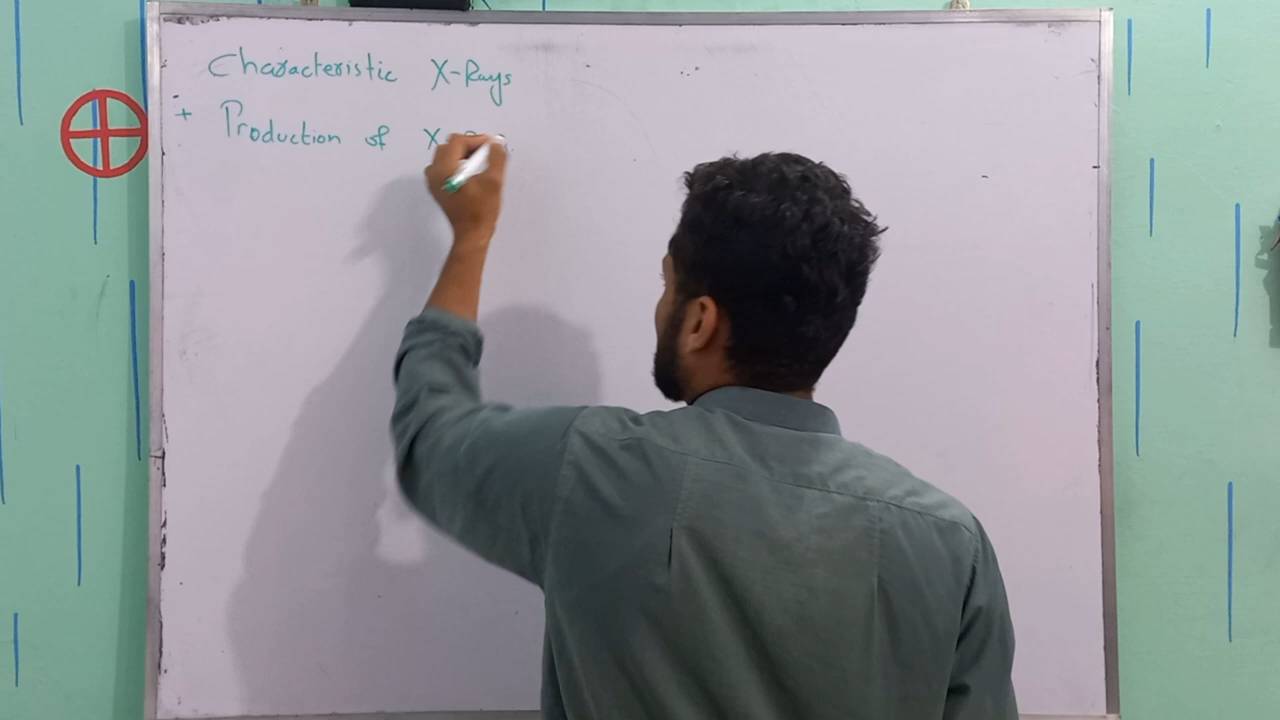 Characteristic X-Rays
+ Production of X-